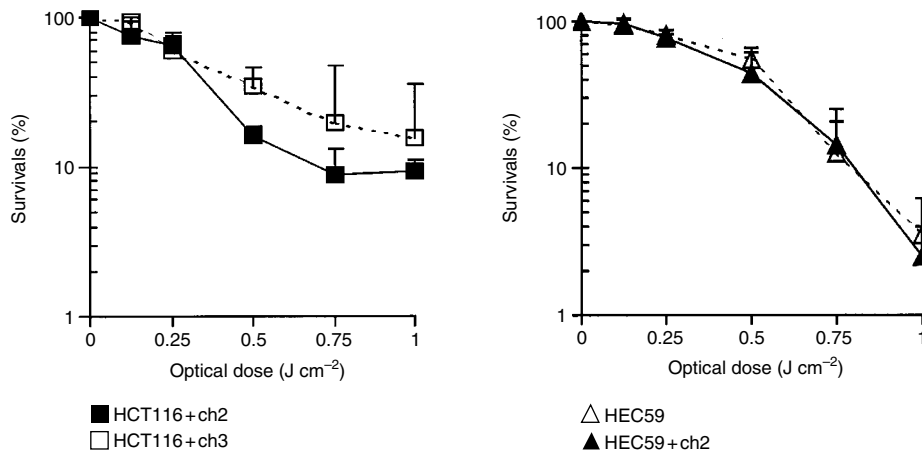 100
10
1
Survivals (%)
0 0.25 0.5 0.75 1
Optical dose (J cm⁻²)
■ HCT116+ch2
□ HCT116+ch3
100
10
1
Survivals (%)
0 0.25 0.5 0.75 1
Optical dose (J cm⁻²)
△ HEC59
▲ HEC59+ch2